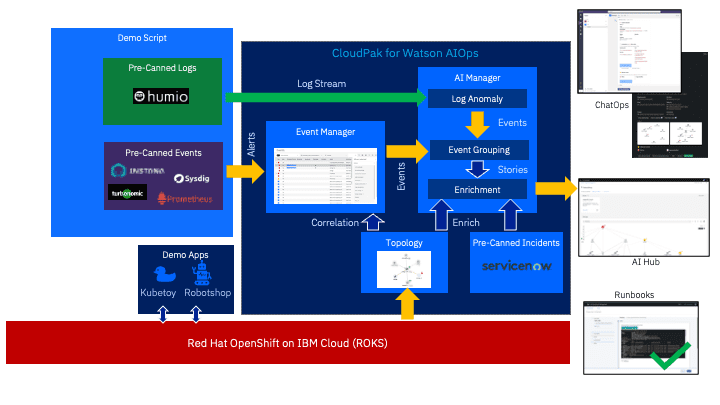 Demo Script
Pre-Canned Logs
humio
Pre-Canned Events
INSTANA
Sysdig
turbonomic
Prometheus
Demo Apps
Kubetoy
Robotshop
CloudPak for Watson AIOps
Log Stream
Alerts
Event Manager
Events
Correlation
AI Manager
Log Anomaly
Events
Event Grouping
Stories
Enrichment
Enrich
Topology
Pre-Canned Incidents
servicenow
Red Hat OpenShift on IBM Cloud (ROKS)
ChatOps
AI Hub
Runbooks